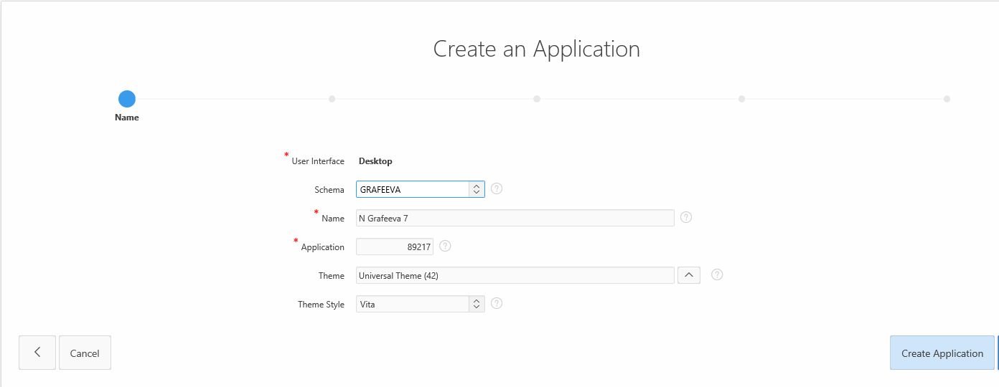 Create an Application
Name
* User Interface Desktop
Schema GRAFEEVA ?
* Name N Grafeeva 7 ?
* Application 89217 ?
Theme Universal Theme (42) ?
Theme Style Vita ?
Cancel
Create Application